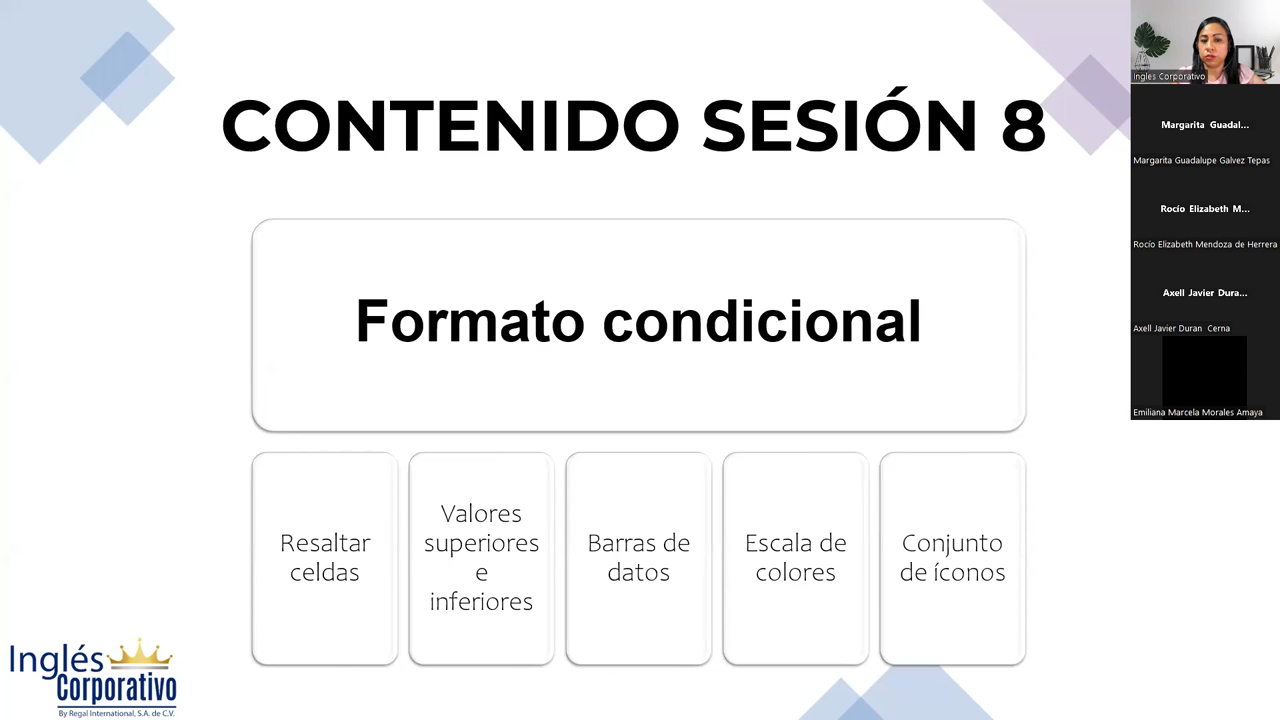 CONTENIDO SESIÓN 8
Formato condicional
Resaltar
celdas
Valores
superiores
e
inferiores
Barras de
datos
Escala de
colores
Conjunto
de íconos
Inglés
Corporativo
By Regal International, S.A. de C.V.
Ingles Corporativo
Margarita Guadal...
Margarita Guadalupe Galvez Tepas
Rocío Elizabeth M...
Rocío Elizabeth Mendoza de Herrera
Axell Javier Dura...
Axell Javier Duran Cerna
Emiliana Marcela Morales Amaya